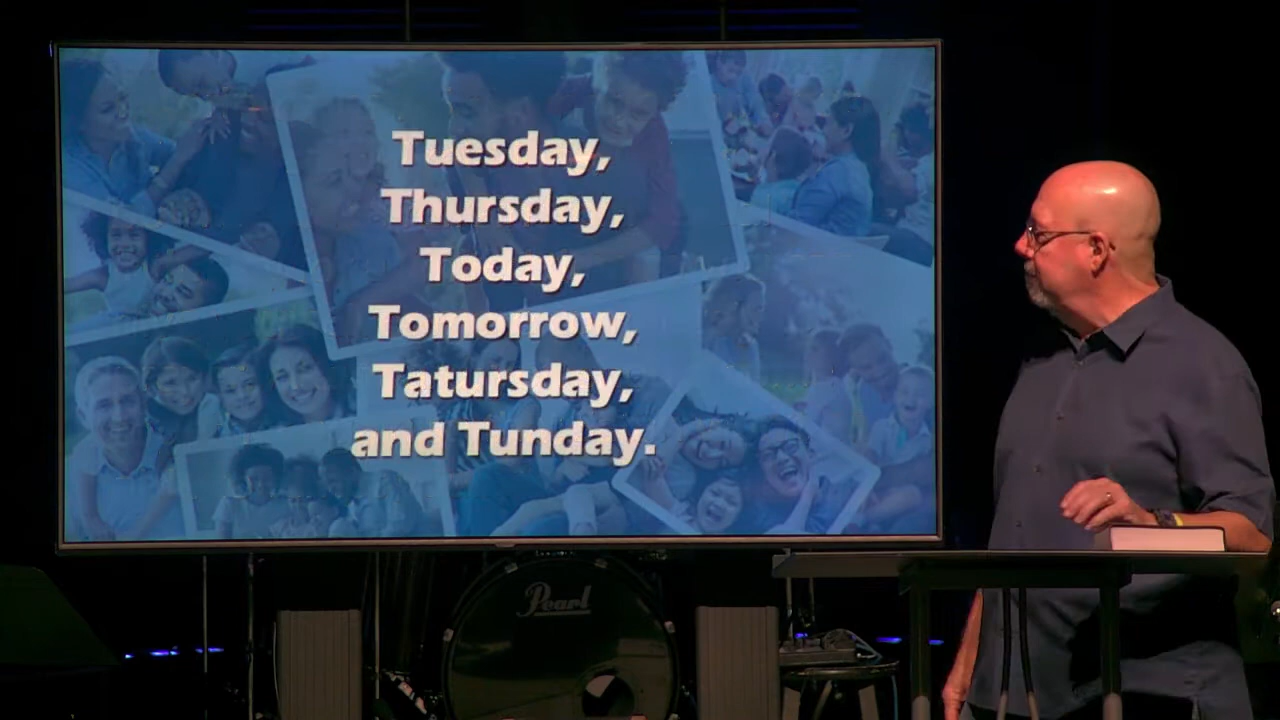 Tuesday,
Thursday,
Today,
Tomorrow,
Tatursday,
and Tunday.
Pearl